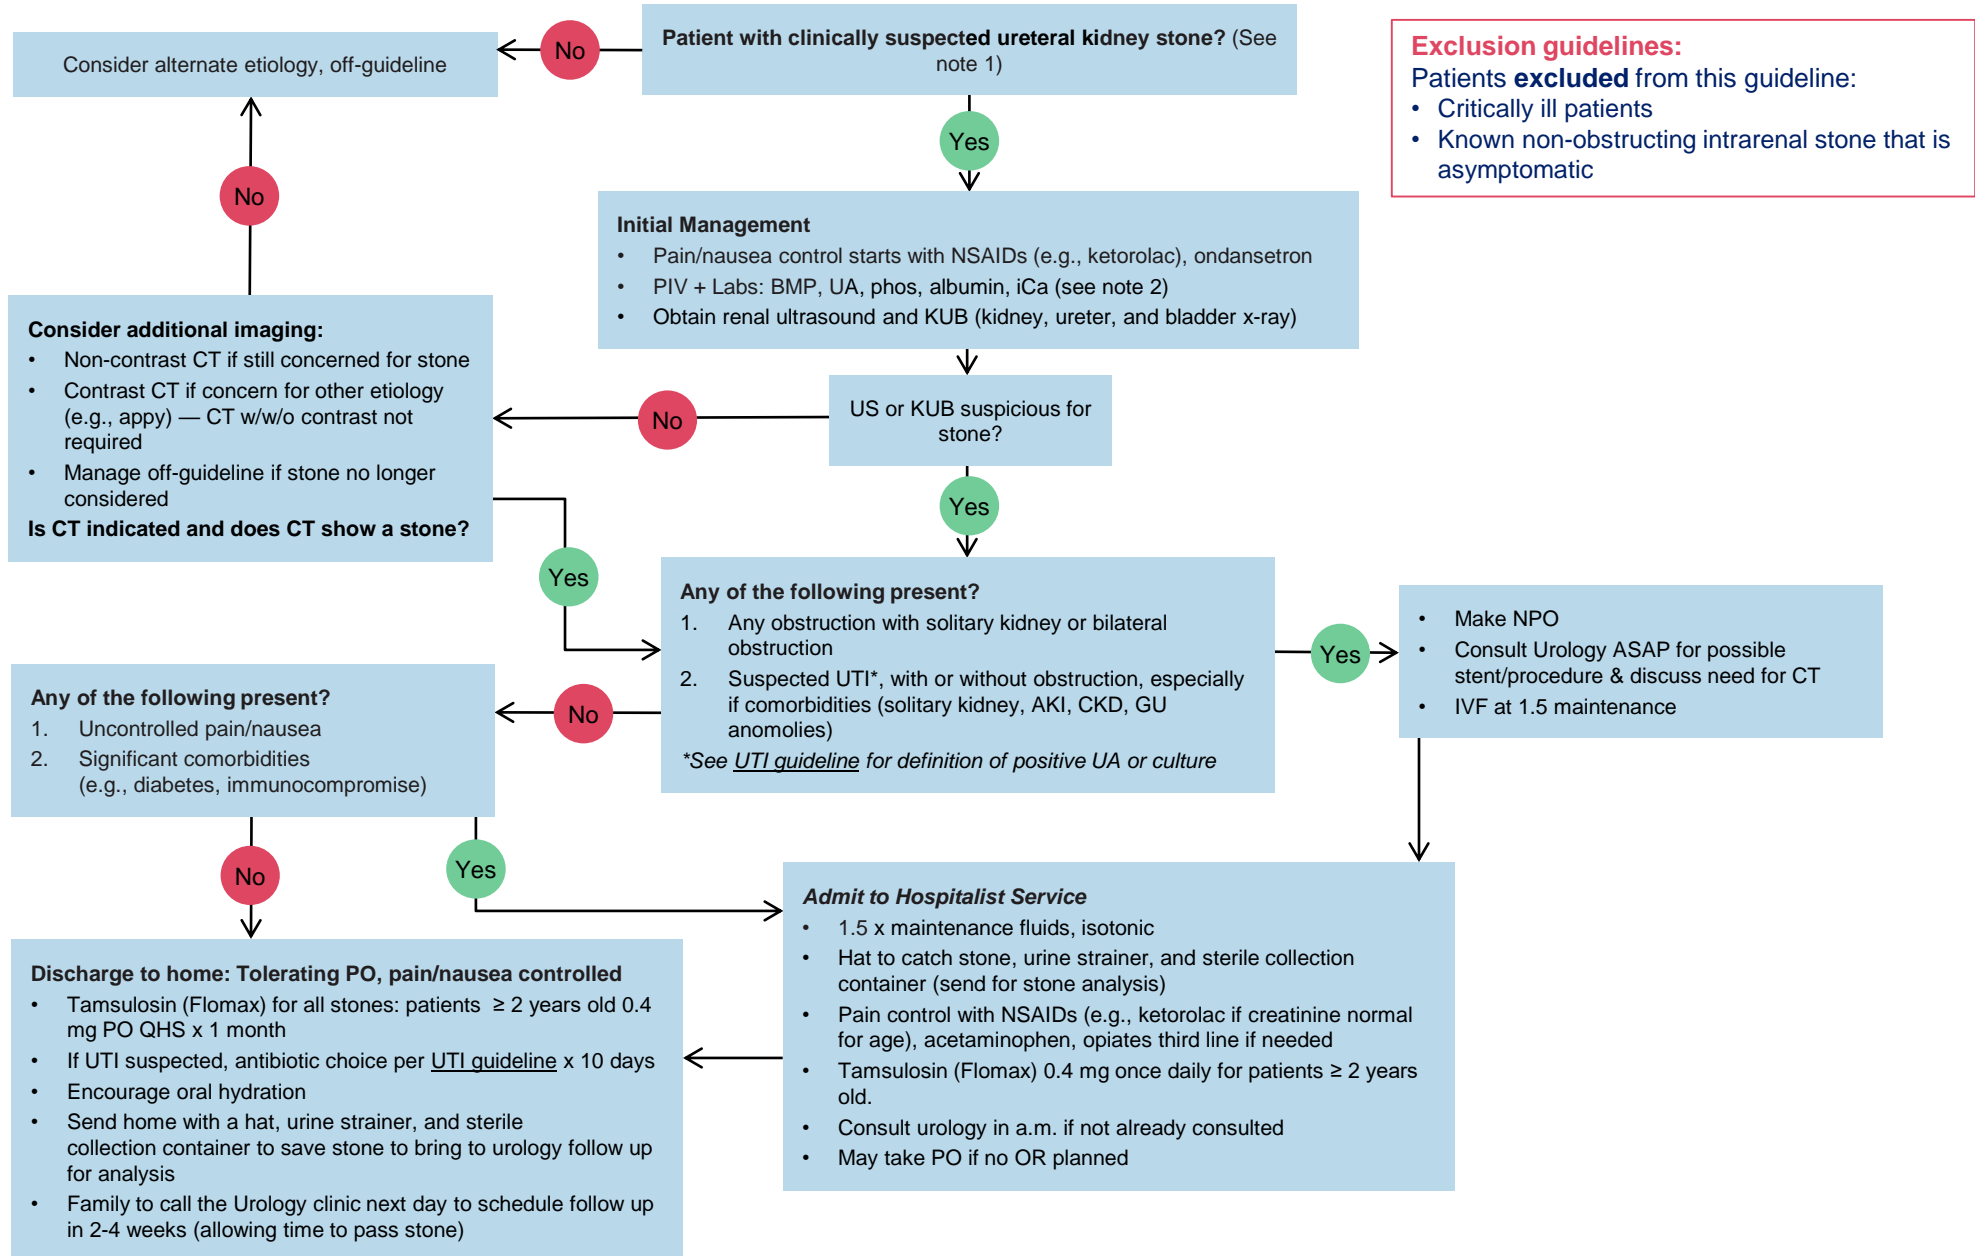 Patient with clinically suspected ureteral kidney stone? (See
note 1)
No
Consider alternate etiology, off-guideline
Exclusion guidelines:
Patients excluded from this guideline:
• Critically ill patients
• Known non-obstructing intrarenal stone that is
asymptomatic
Yes
No
Initial Management
• Pain/nausea control starts with NSAIDs (e.g., ketorolac), ondansetron
• PIV + Labs: BMP, UA, phos, albumin, iCa (see note 2)
• Obtain renal ultrasound and KUB (kidney, ureter, and bladder x-ray)
Consider additional imaging:
• Non-contrast CT if still concerned for stone
• Contrast CT if concern for other etiology
(e.g., appy) — CT w/w/o contrast not
required
• Manage off-guideline if stone no longer
considered
Is CT indicated and does CT show a stone?
No
US or KUB suspicious for
stone?
Yes
Yes
Any of the following present?
1. Any obstruction with solitary kidney or bilateral
obstruction
2. Suspected UTI*, with or without obstruction, especially
if comorbidities (solitary kidney, AKI, CKD, GU
anomolies)
*See UTI guideline for definition of positive UA or culture
Yes
• Make NPO
• Consult Urology ASAP for possible
stent/procedure & discuss need for CT
• IVF at 1.5 maintenance
No
Any of the following present?
1. Uncontrolled pain/nausea
2. Significant comorbidities
(e.g., diabetes, immunocompromise)
No
Yes
Admit to Hospitalist Service
• 1.5 x maintenance fluids, isotonic
• Hat to catch stone, urine strainer, and sterile collection
container (send for stone analysis)
• Pain control with NSAIDs (e.g., ketorolac if creatinine normal
for age), acetaminophen, opiates third line if needed
• Tamsulosin (Flomax) 0.4 mg once daily for patients ≥ 2 years
old.
• Consult urology in a.m. if not already consulted
• May take PO if no OR planned
Discharge to home: Tolerating PO, pain/nausea controlled
• Tamsulosin (Flomax) for all stones: patients ≥ 2 years old 0.4
mg PO QHS x 1 month
• If UTI suspected, antibiotic choice per UTI guideline x 10 days
• Encourage oral hydration
• Send home with a hat, urine strainer, and sterile
collection container to save stone to bring to urology follow up
for analysis
• Family to call the Urology clinic next day to schedule follow up
in 2-4 weeks (allowing time to pass stone)